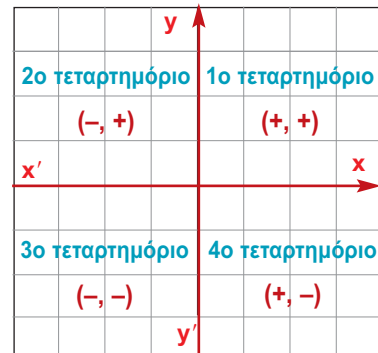 y
2ο τεταρτημόριο 1ο τεταρτημόριο
(–, +) (+, +)
x′ x
3ο τεταρτημόριο 4ο τεταρτημόριο
(–, –) (+, –)
y′